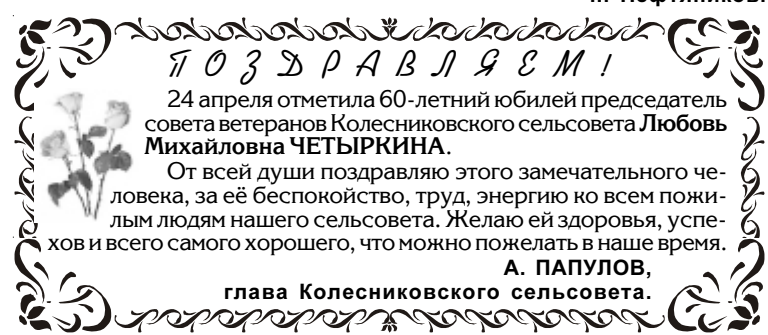 ПОЗДРАВЛЯЕМ!
24 апреля отметила 60-летний юбилей председатель
совета ветеранов Колесниковского сельсовета Любовь
Михайловна ЧЕТЫРКИНА.
От всей души поздравляю этого замечательного че-
ловека, за её беспокойство, труд, энергию ко всем пожи-
лым людям нашего сельсовета. Желаю ей здоровья, успе-
хов и всего самого хорошего, что можно пожелать в наше время.
А. ПАПУЛОВ,
глава Колесниковского сельсовета.